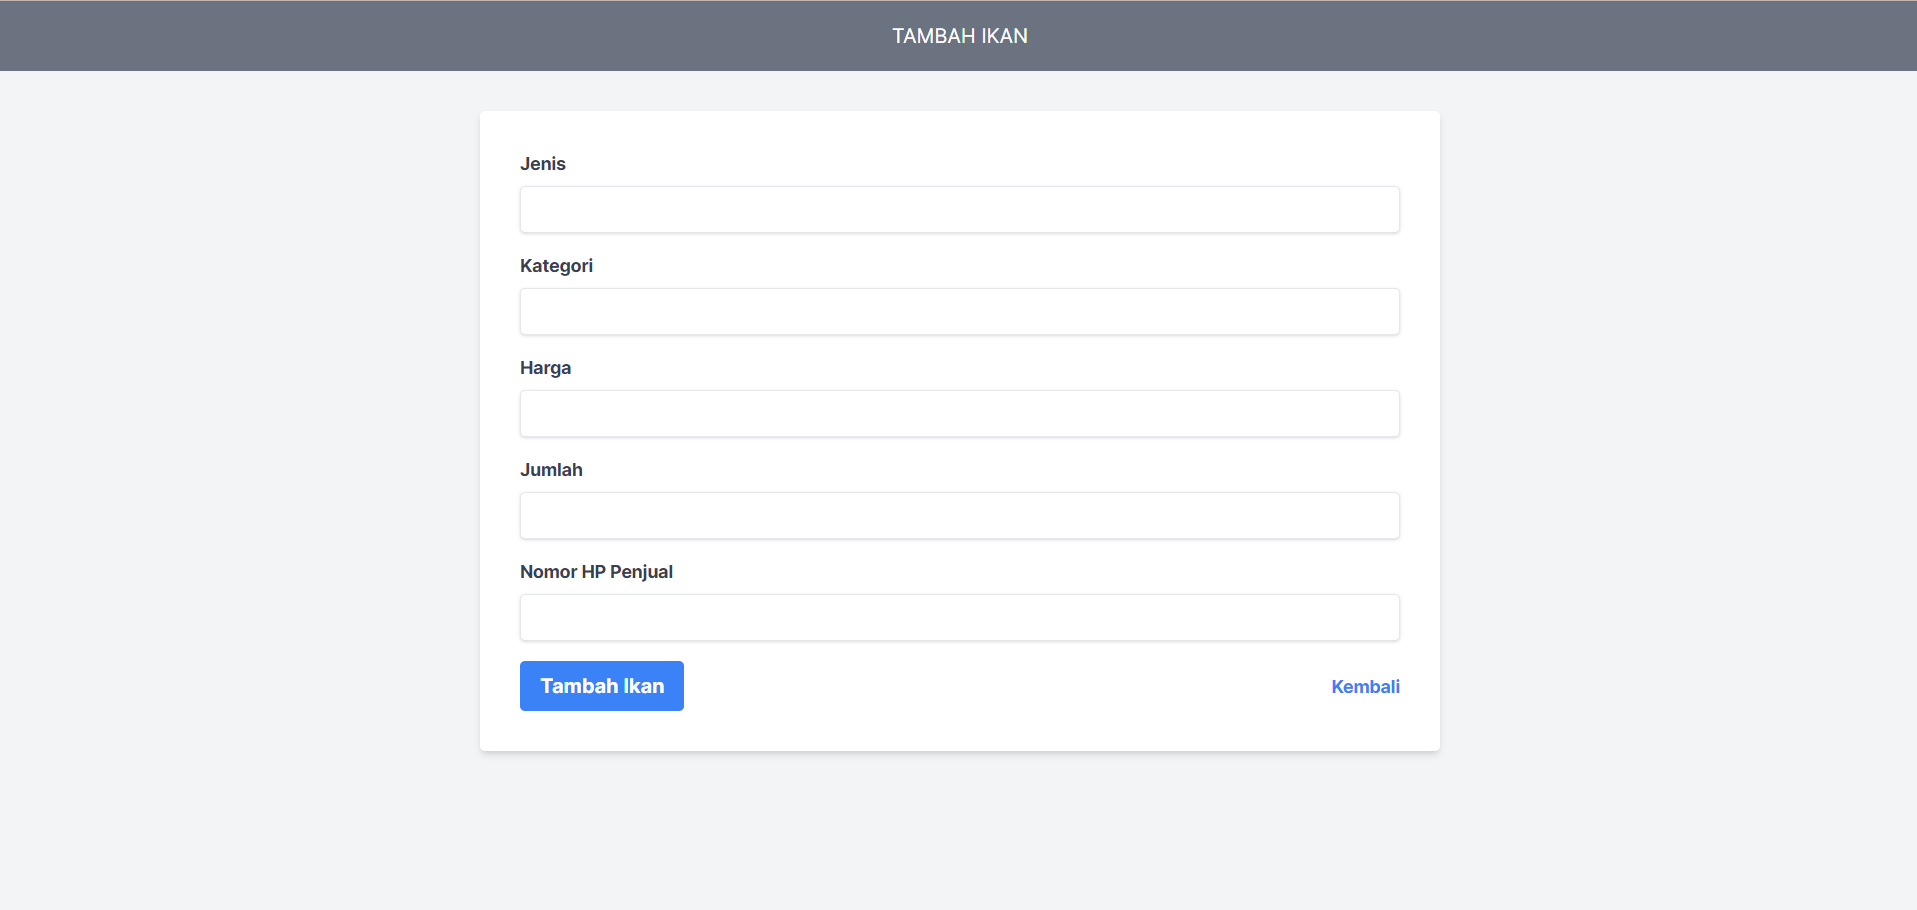 TAMBAH IKAN
Jenis
Kategori
Harga
Jumlah
Nomor HP Penjual
Tambah Ikan
Kembali